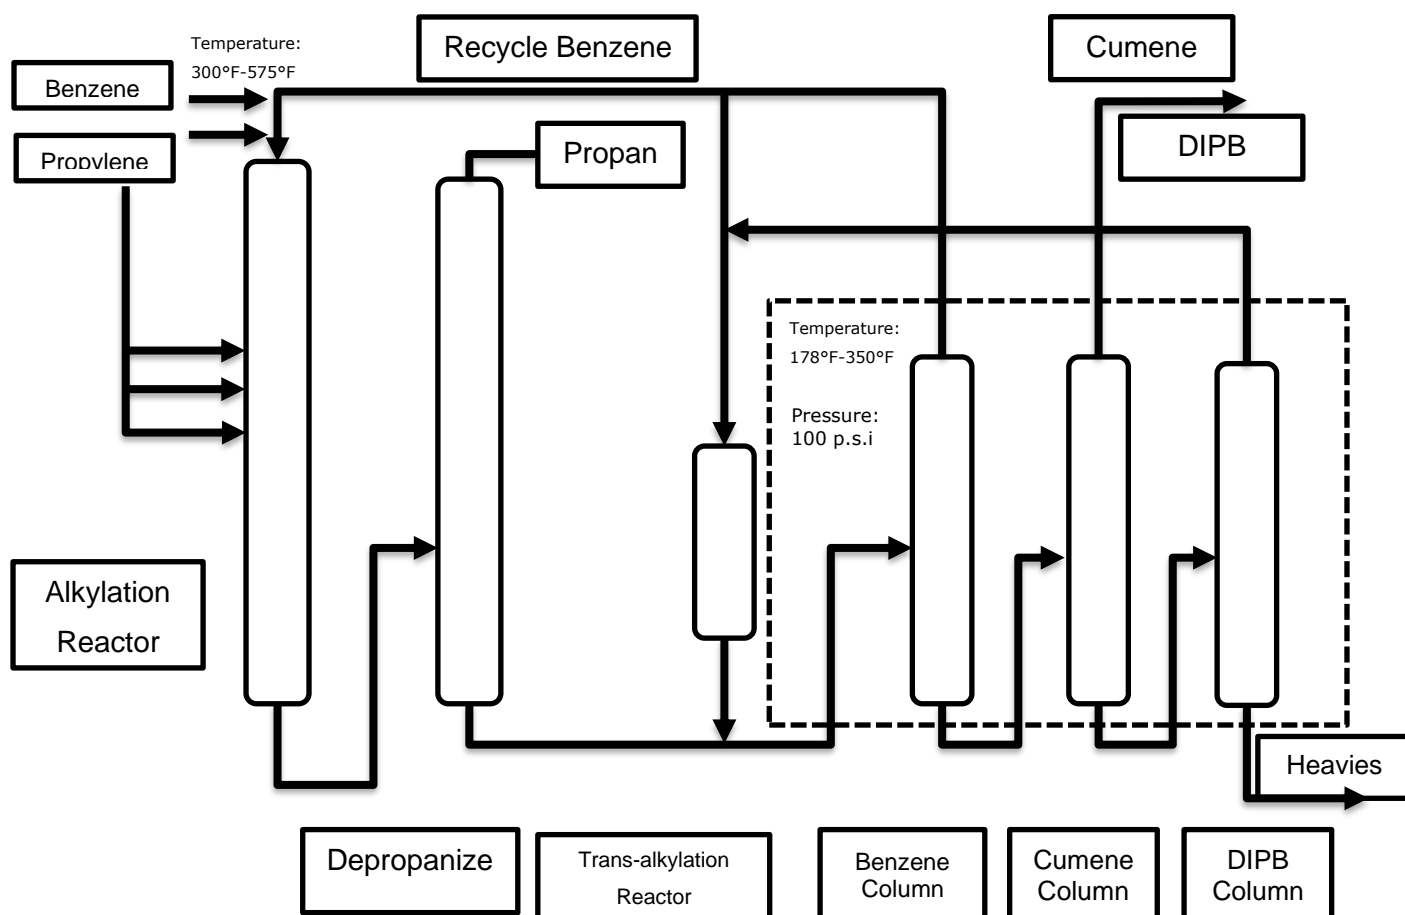 Temperature:
300°F-575°F
Recycle Benzene
Cumene
Benzene
Propylene
Propan
DIPB
Temperature:
178°F-350°F
Pressure:
100 p.s.i
Alkylation
Reactor
Heavies
Depropanize
Trans-alkylation
Reactor
Benzene
Column
Cumene
Column
DIPB
Column